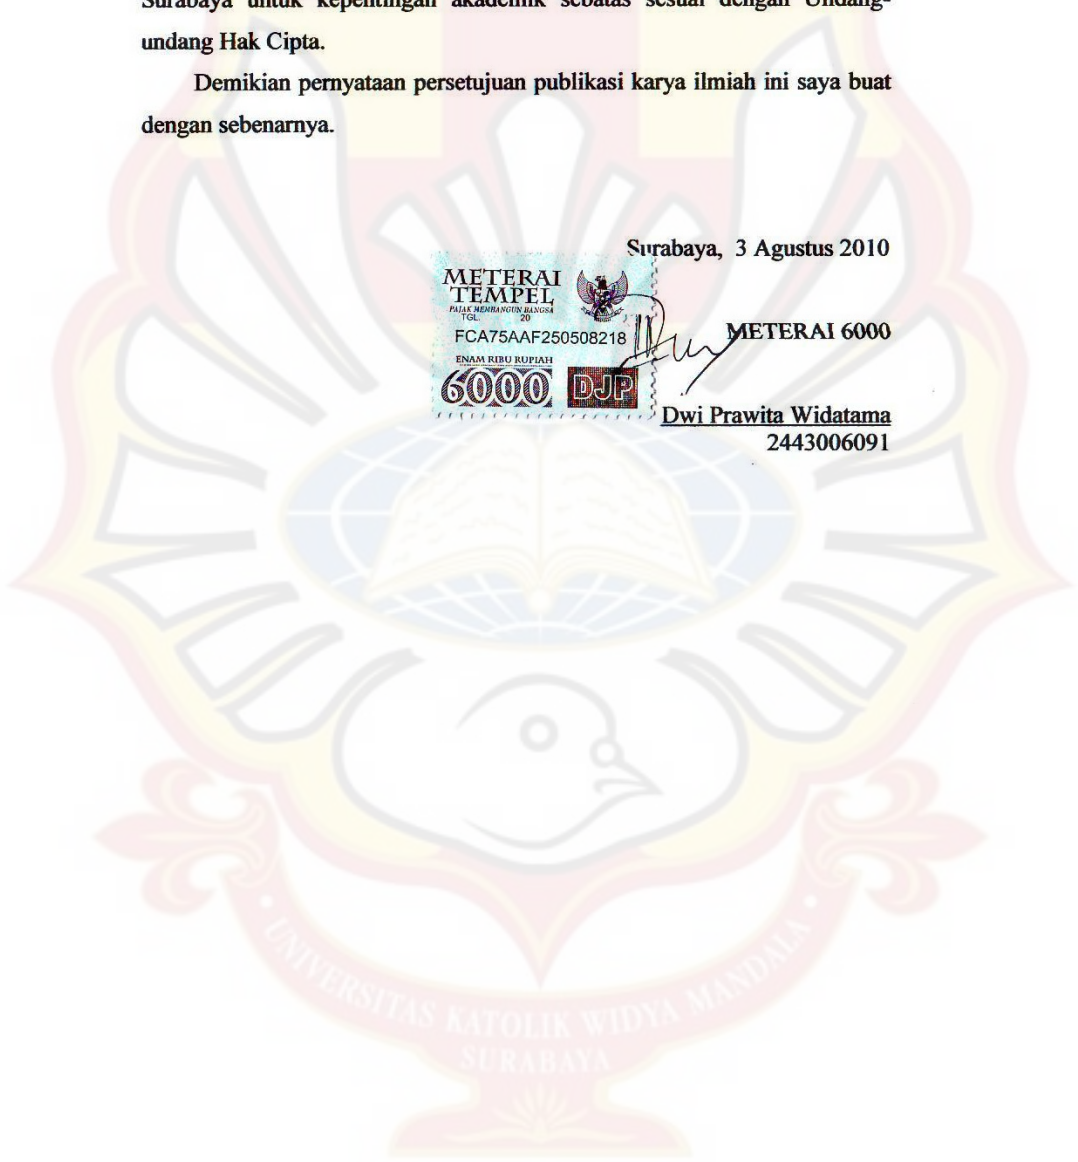 Surabaya untuk kepentingan akademik sebatas sesuai dengan Undang-
undang Hak Cipta.
Demikian pernyataan persetujuan publikasi karya ilmiah ini saya buat
dengan sebenarnya.
Surabaya, 3 Agustus 2010
METERAI
TEMPEL
PAJAK MEMBANGUN BANGSA
TGL. 20
FCA75AAF250508218
METERAI 6000
ENAM RIBU RUPIAH
6000 DJP
Dwi Prawita Widatama
2443006091
UNIVERSITAS KATOLIK WIDYA MANDALA
SURABAYA